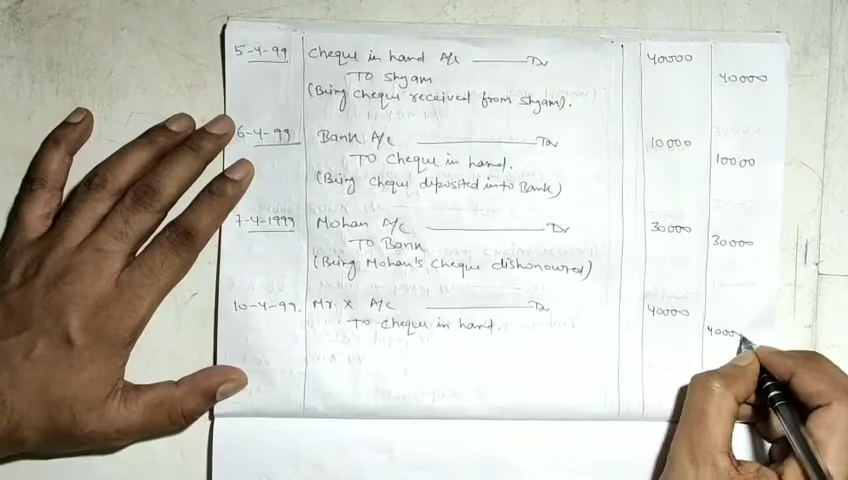 5-4-99 Cheque in hand A/c Dr 40000
To Shyam 40000
(Being cheque received from Shyam).
6-4-99 Bank A/c Dr 10000
To Cheque in hand. 10000
(Being Cheque deposited into Bank)
7-4-1999 Mohan A/c Dr 30000
To Bank 30000
(Being Mohan's Cheque dishonoured)
10-4-99. Mr. X A/c Dr 40000
To Cheque in hand. 40000